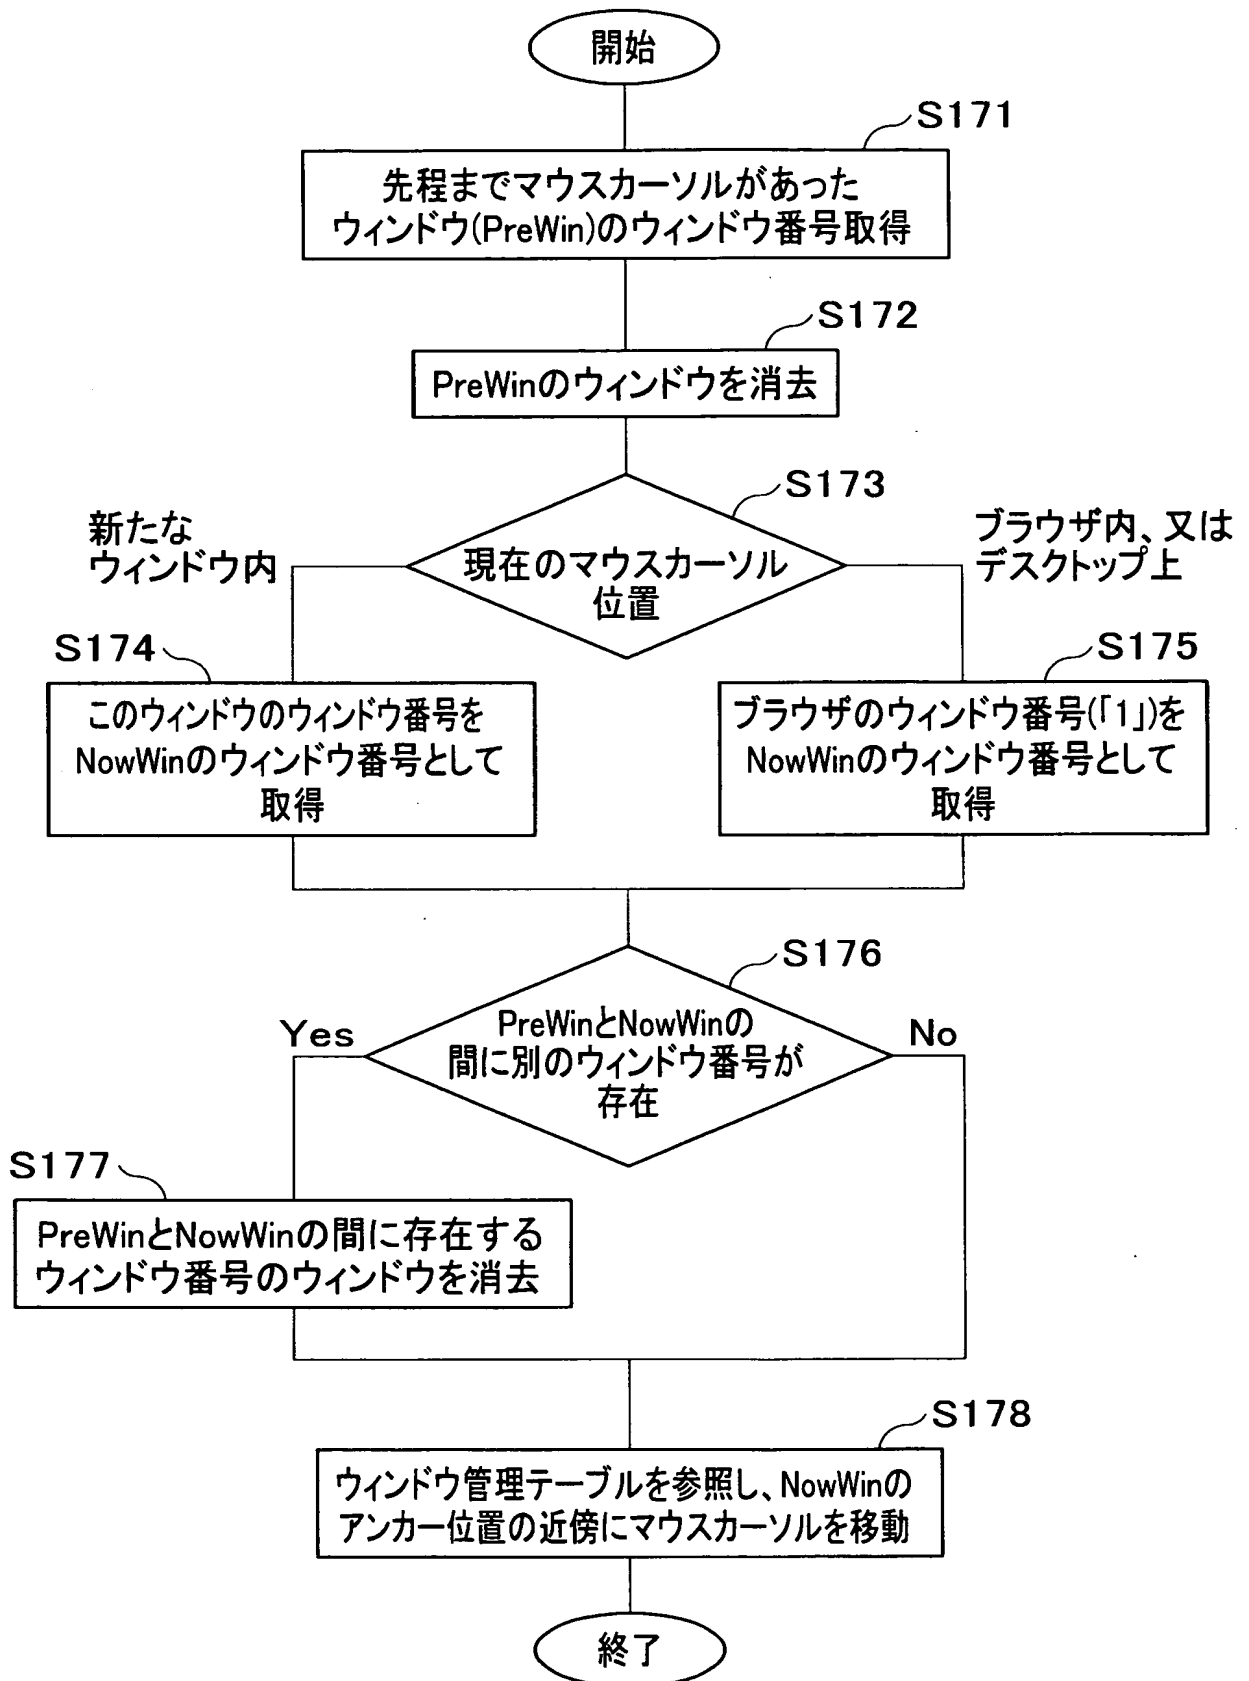 開始
S171
先程までマウスカーソルがあった
ウィンドウ(PreWin)のウィンドウ番号取得
S172
PreWinのウィンドウを消去
S173
現在のマウスカーソル
位置
新たな
ウィンドウ内
ブラウザ内、又は
デスクトップ上
S174
このウィンドウのウィンドウ番号を
NowWinのウィンドウ番号として
取得
S175
ブラウザのウィンドウ番号(「1」)を
NowWinのウィンドウ番号として
取得
S176
PreWinとNowWinの
間に別のウィンドウ番号が
存在
Yes
No
S177
PreWinとNowWinの間に存在する
ウィンドウ番号のウィンドウを消去
S178
ウィンドウ管理テーブルを参照し、NowWinの
アンカー位置の近傍にマウスカーソルを移動
終了